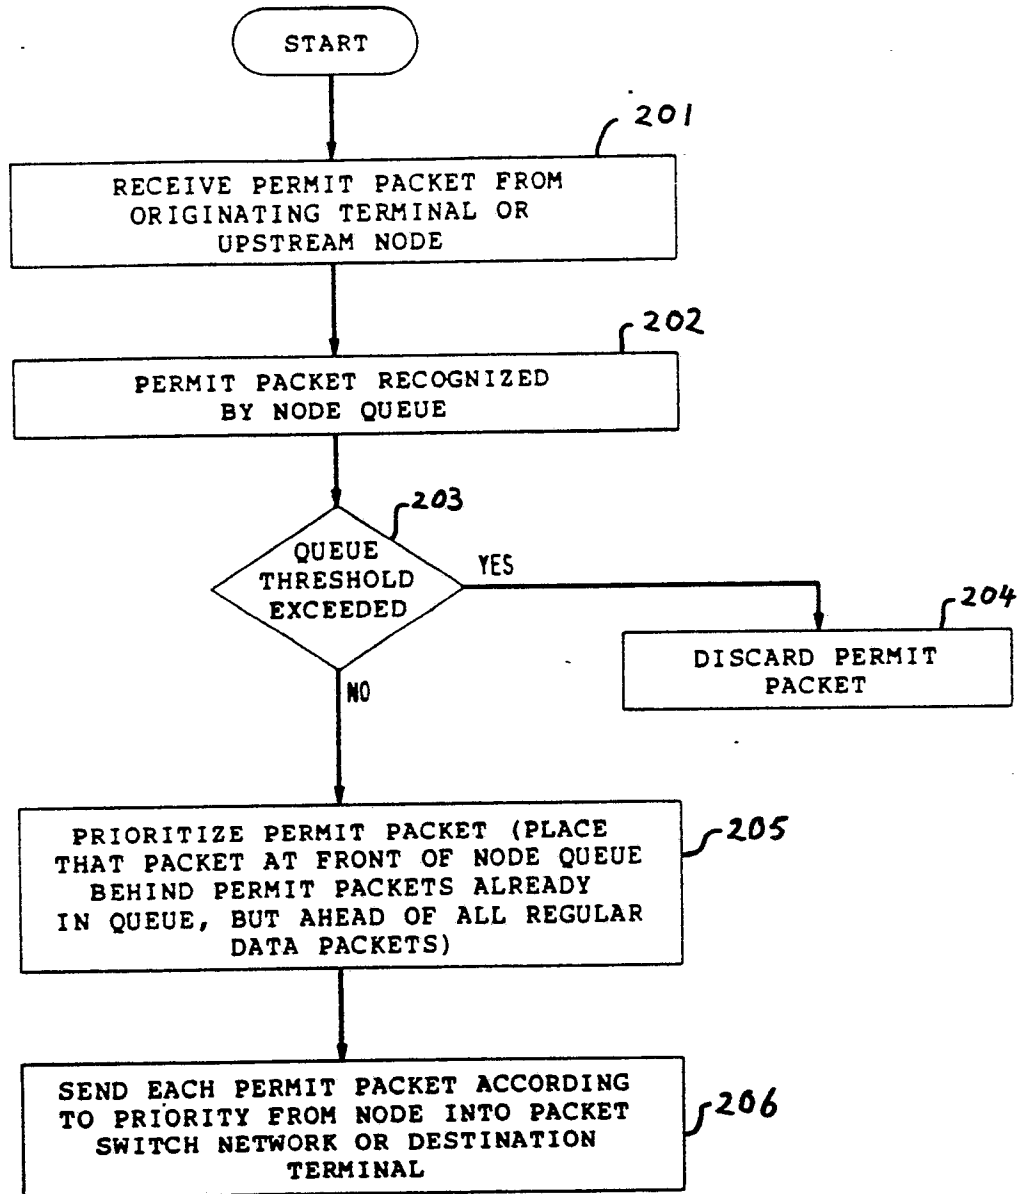 START
201
RECEIVE PERMIT PACKET FROM
ORIGINATING TERMINAL OR
UPSTREAM NODE
202
PERMIT PACKET RECOGNIZED
BY NODE QUEUE
203
QUEUE
THRESHOLD
EXCEEDED
YES
204
DISCARD PERMIT
PACKET
NO
205
PRIORITIZE PERMIT PACKET (PLACE
THAT PACKET AT FRONT OF NODE QUEUE
BEHIND PERMIT PACKETS ALREADY
IN QUEUE, BUT AHEAD OF ALL REGULAR
DATA PACKETS)
SEND EACH PERMIT PACKET ACCORDING
TO PRIORITY FROM NODE INTO PACKET
SWITCH NETWORK OR DESTINATION
TERMINAL
206